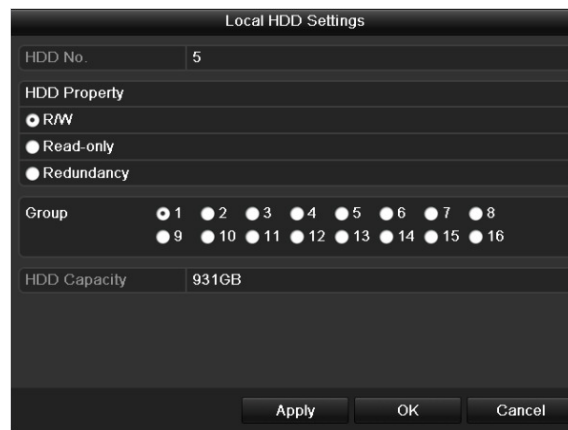 Local HDD Settings
HDD No. 5
HDD Property
R/W
Read-only
Redundancy
Group 1 2 3 4 5 6 7 8
9 10 11 12 13 14 15 16
HDD Capacity 931GB
Apply OK Cancel